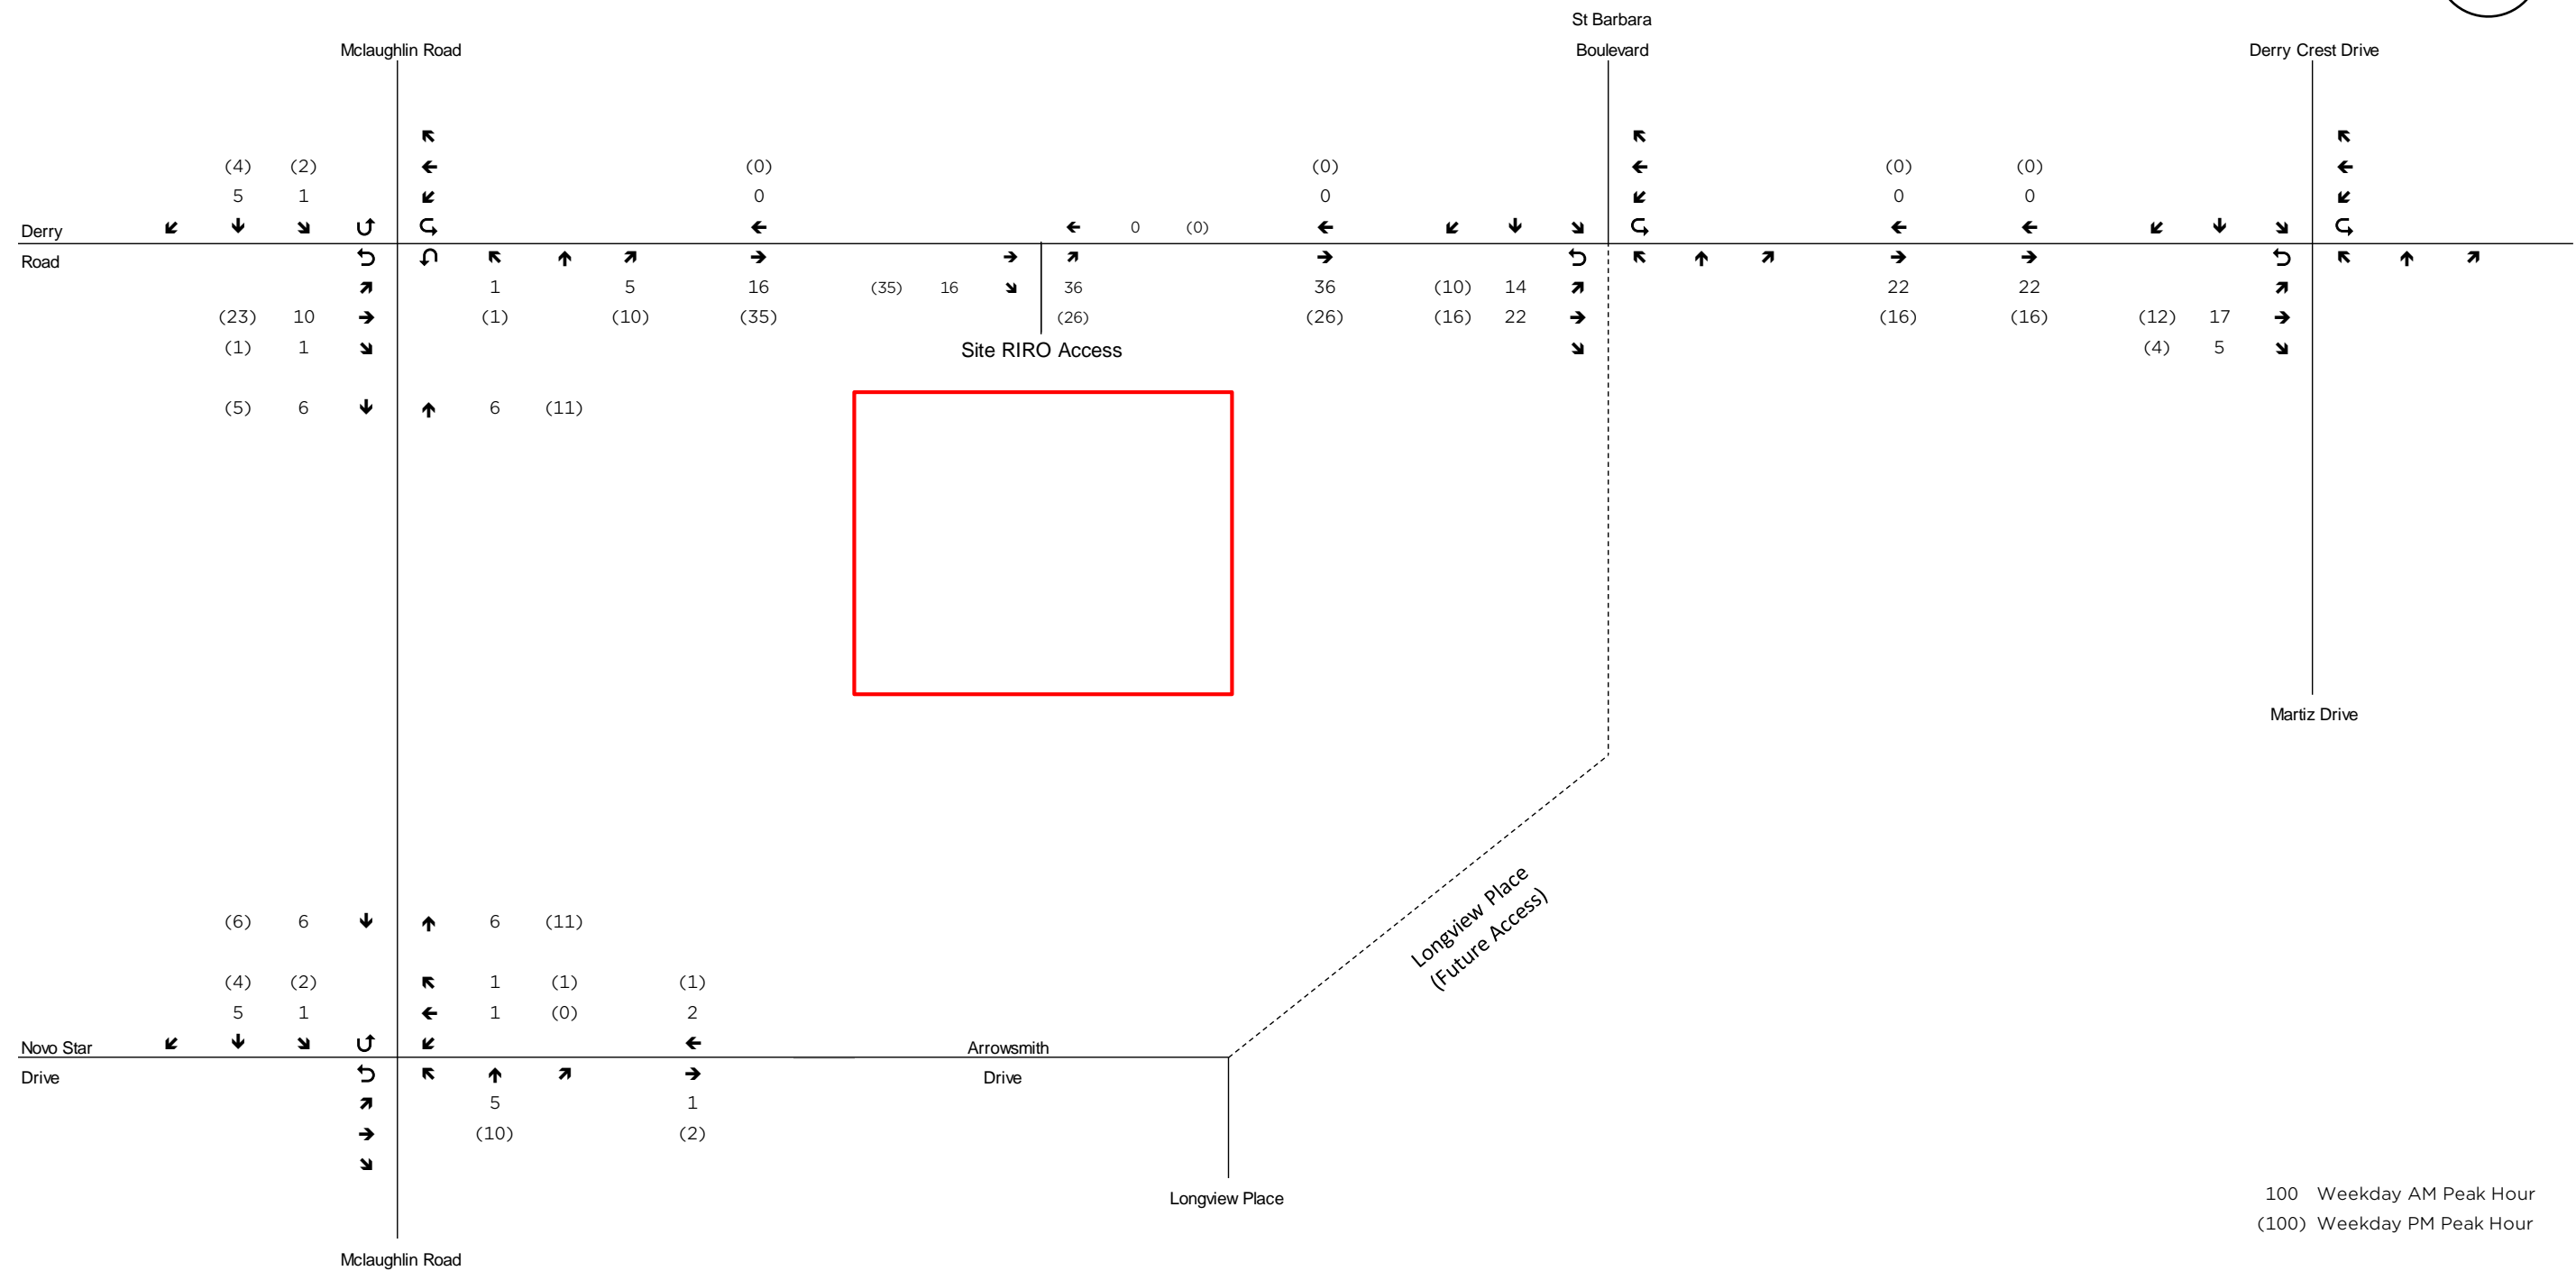 St Barbara
Mclaughlin Road Boulevard Derry Crest Drive
(4) (2) (0) (0) (0) (0)
5 1 0 0 0 0
Derry 0 (0)
Road
1 5 16 (35) 16 36 36 (10) 14 22 22
(23) 10 (1) (10) (35) (26) (26) (16) 22 (16) (16) (12) 17
(1) 1 Site RIRO Access (4) 5
(5) 6 6 (11)
Martiz Drive
Longview Place
(Future Access)
(6) 6 6 (11)
(4) (2) 1 (1) (1)
5 1 1 (0) 2
Novo Star Arrowsmith
Drive Drive
5 1
(10) (2)
Longview Place
100 Weekday AM Peak Hour
(100) Weekday PM Peak Hour
Mclaughlin Road